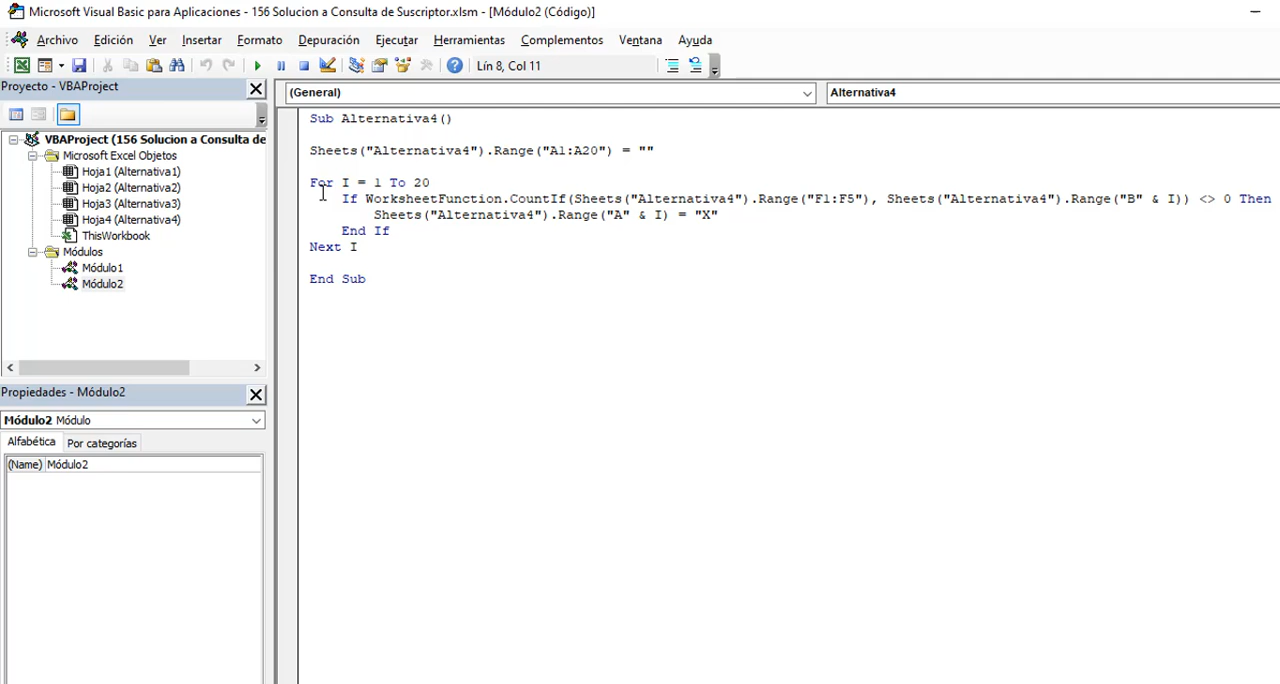 Microsoft Visual Basic para Aplicaciones - 156 Solucion a Consulta de Suscriptor.xlsm - [Módulo2 (Código)]
Archivo Edición Ver Insertar Formato Depuración Ejecutar Herramientas Complementos Ventana Ayuda
Lín 8, Col 11
Proyecto - VBAProject
(General)
Alternativa4
VBAProject (156 Solucion a Consulta de
Microsoft Excel Objetos
Hoja1 (Alternativa1)
Hoja2 (Alternativa2)
Hoja3 (Alternativa3)
Hoja4 (Alternativa4)
ThisWorkbook
Módulos
Módulo1
Módulo2
Sub Alternativa4()
Sheets("Alternativa4").Range("A1:A20") = ""
For I = 1 To 20
If WorksheetFunction.CountIf(Sheets("Alternativa4").Range("F1:F5"), Sheets("Alternativa4").Range("B" & I)) <> 0 Then
Sheets("Alternativa4").Range("A" & I) = "X"
End If
Next I
End Sub
Propiedades - Módulo2
Módulo2 Módulo
Alfabética Por categorías
(Name) Módulo2